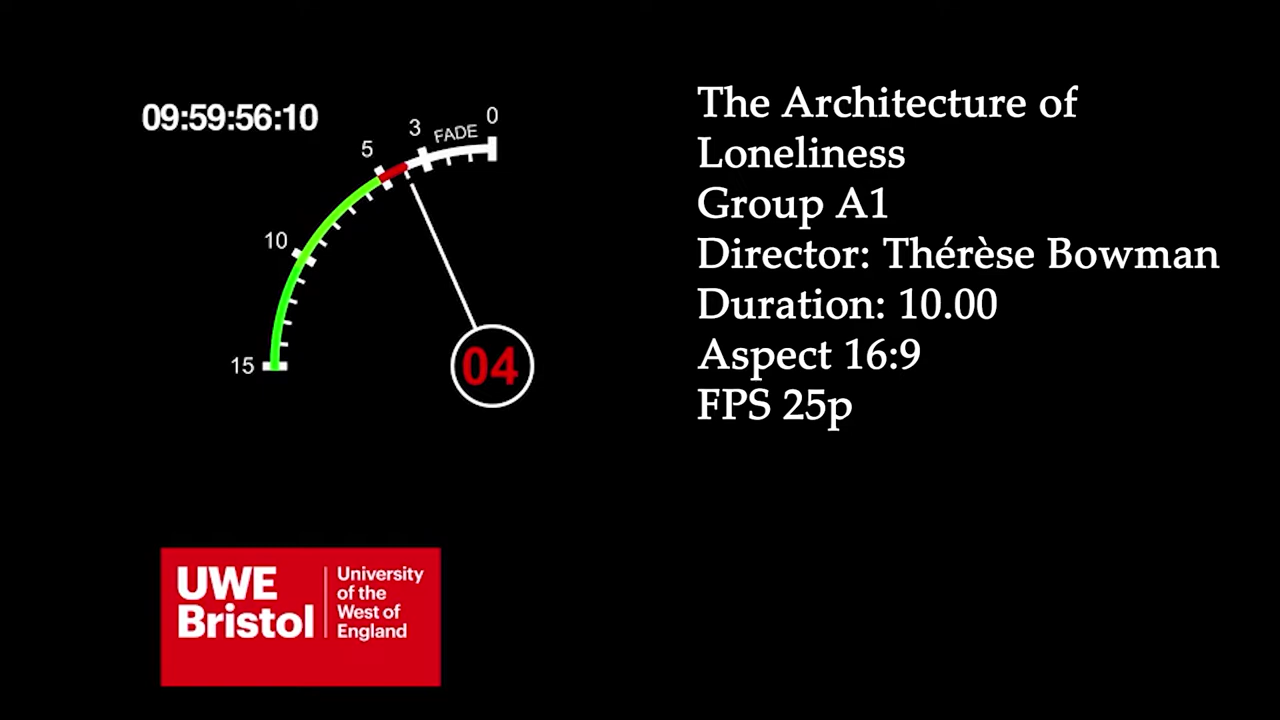 09:59:56:10
0
FADE
3
5
10
15
04
The Architecture of
Loneliness
Group A1
Director: Thérèse Bowman
Duration: 10.00
Aspect 16:9
FPS 25p
UWE
Bristol
University
of the
West of
England